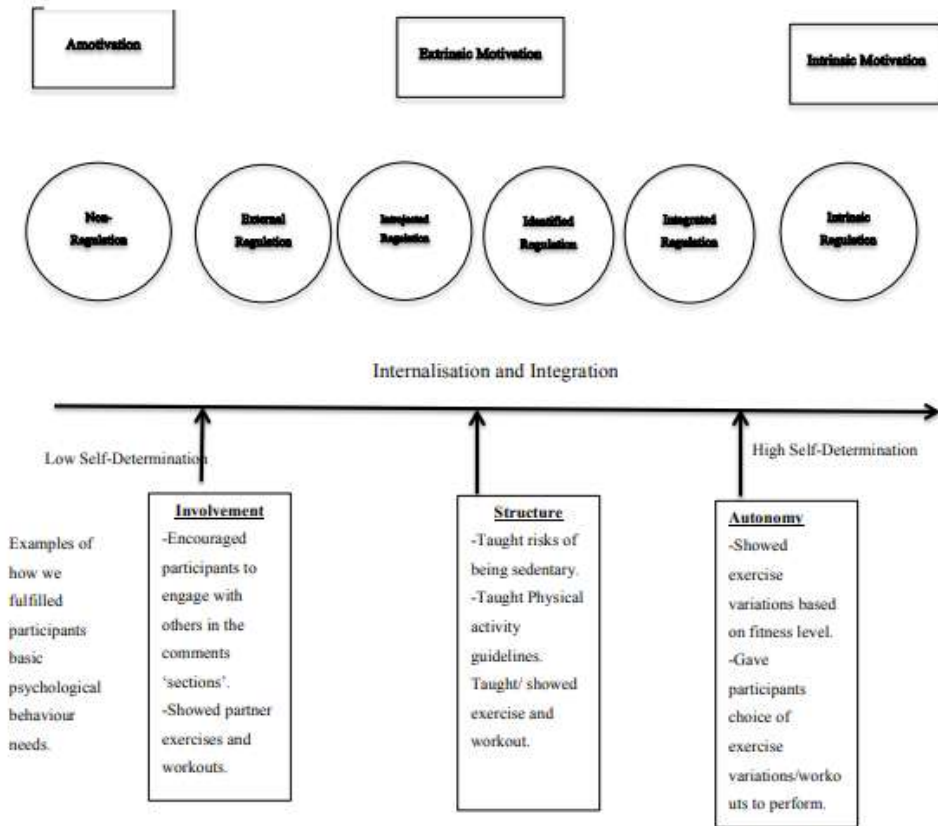 Amotivation
Extrinsic Motivation
Intrinsic Motivation
Non-
Regulation
External
Regulation
Introjected
Regulation
Identified
Regulation
Integrated
Regulation
Intrinsic
Regulation
Internalisation and Integration
Low Self-Determination
High Self-Determination
Examples of
how we
fulfilled
participants
basic
psychological
behaviour
needs.
Involvement
-Encouraged
participants to
engage with
others in the
comments
‘sections’.
-Showed partner
exercises and
workouts.
Structure
-Taught risks of
being sedentary.
-Taught Physical
activity
guidelines.
Taught/ showed
exercise and
workout.
Autonomy
-Showed
exercise
variations based
on fitness level.
-Gave
participants
choice of
exercise
variations/worko
uts to perform.